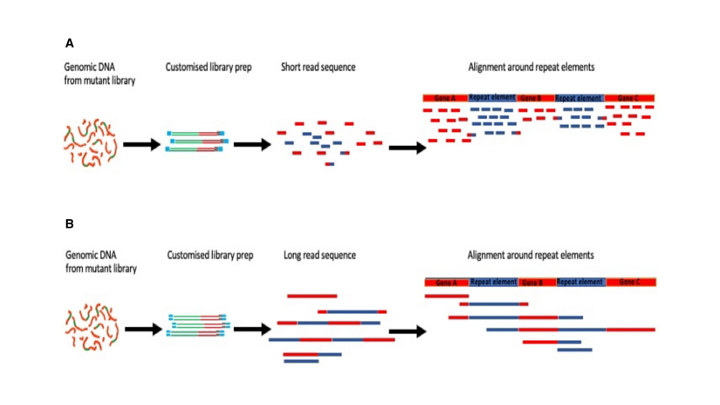 A
Genomic DNA
from mutant library
Customised library prep
Short read sequence
Alignment around repeat elements
Gene A Repeat element Gene B Repeat element Gene C
B
Genomic DNA
from mutant library
Customised library prep
Long read sequence
Alignment around repeat elements
Gene A Repeat element Gene B Repeat element Gene C